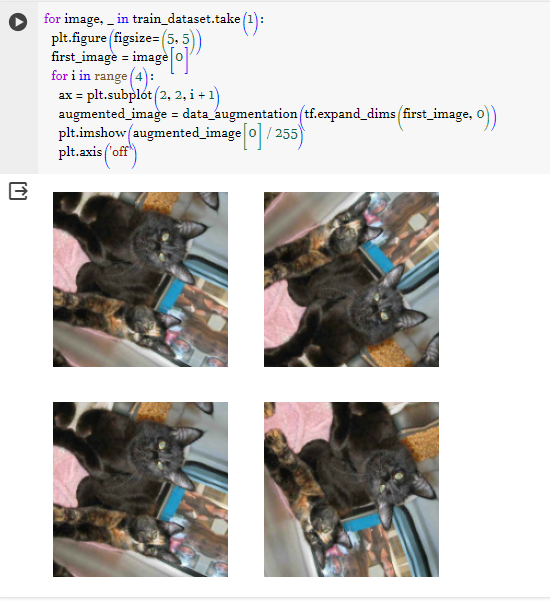 for image, _ in train_dataset.take(1):
plt.figure(figsize=(5, 5))
first_image = image[0]
for i in range(4):
ax = plt.subplot(2, 2, i + 1)
augmented_image = data_augmentation(tf.expand_dims(first_image, 0))
plt.imshow(augmented_image[0] / 255)
plt.axis('off')